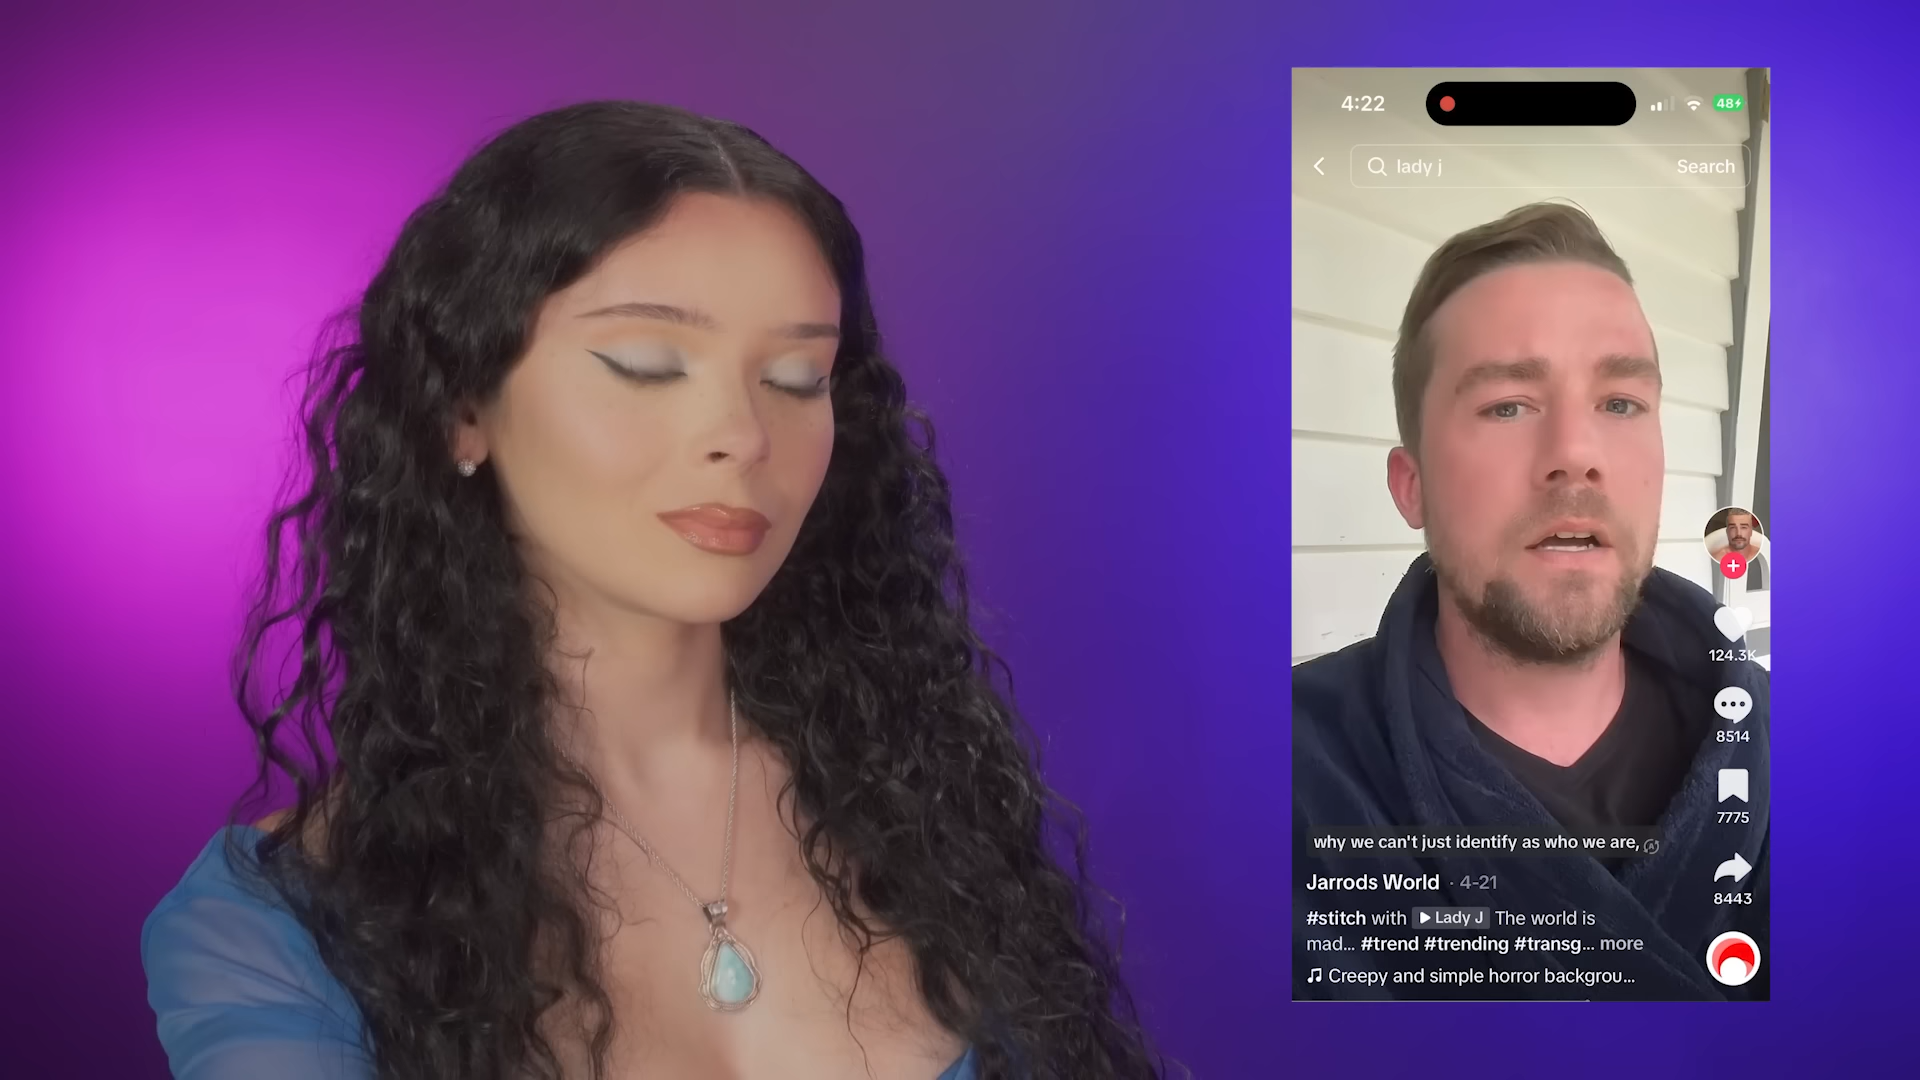 4:22
48
lady j
Search
124.3K
8514
7775
8443
why we can't just identify as who we are,
Jarrods World · 4-21
#stitch with Lady J The world is
mad... #trend #trending #transg... more
Creepy and simple horror backgrou...